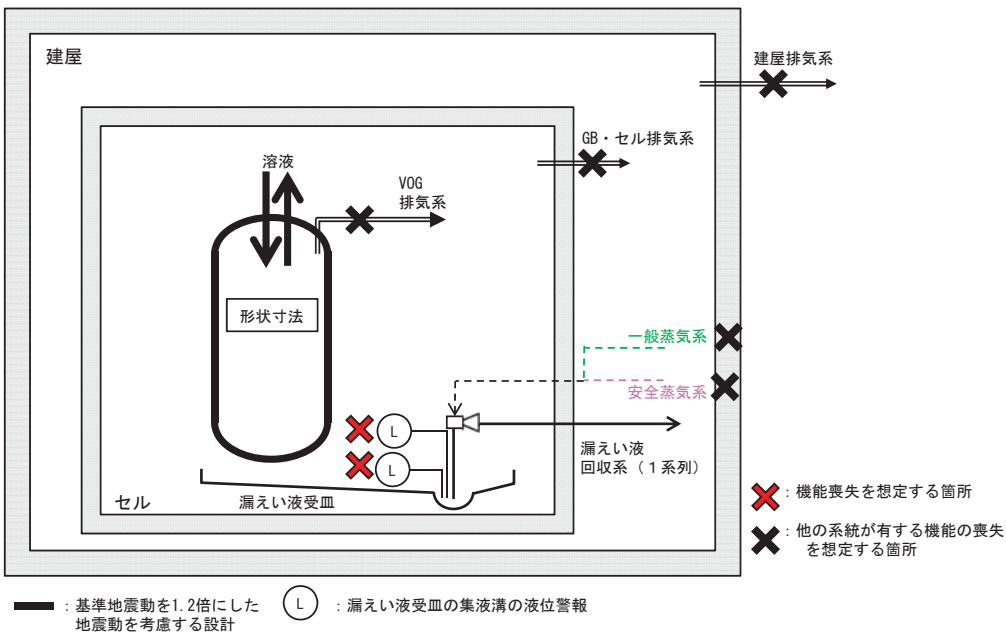 建屋
建屋排気系
GB・セル排気系
溶液
VOG
排気系
形状寸法
一般蒸気系
安全蒸気系
L
L
漏えい液
回収系（１系列）
セル
漏えい液受皿
：機能喪失を想定する箇所
：他の系統が有する機能の喪失
を想定する箇所
：基準地震動を1.2倍にした
地震動を考慮する設計
L
：漏えい液受皿の集液溝の液位警報